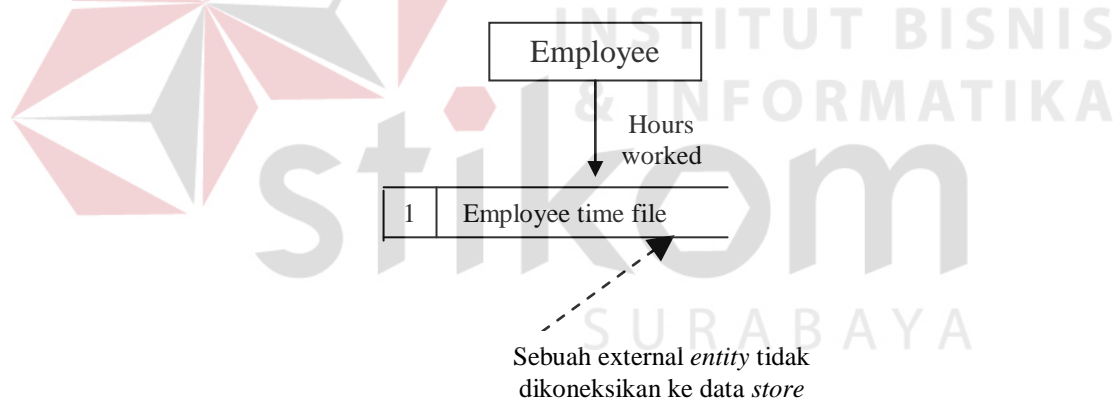 INSTITUT BISNIS
Employee
& INFORMATIKA
Hours
worked
stikom
1 Employee time file
SURABAYA
Sebuah external entity tidak
dikoneksikan ke data store